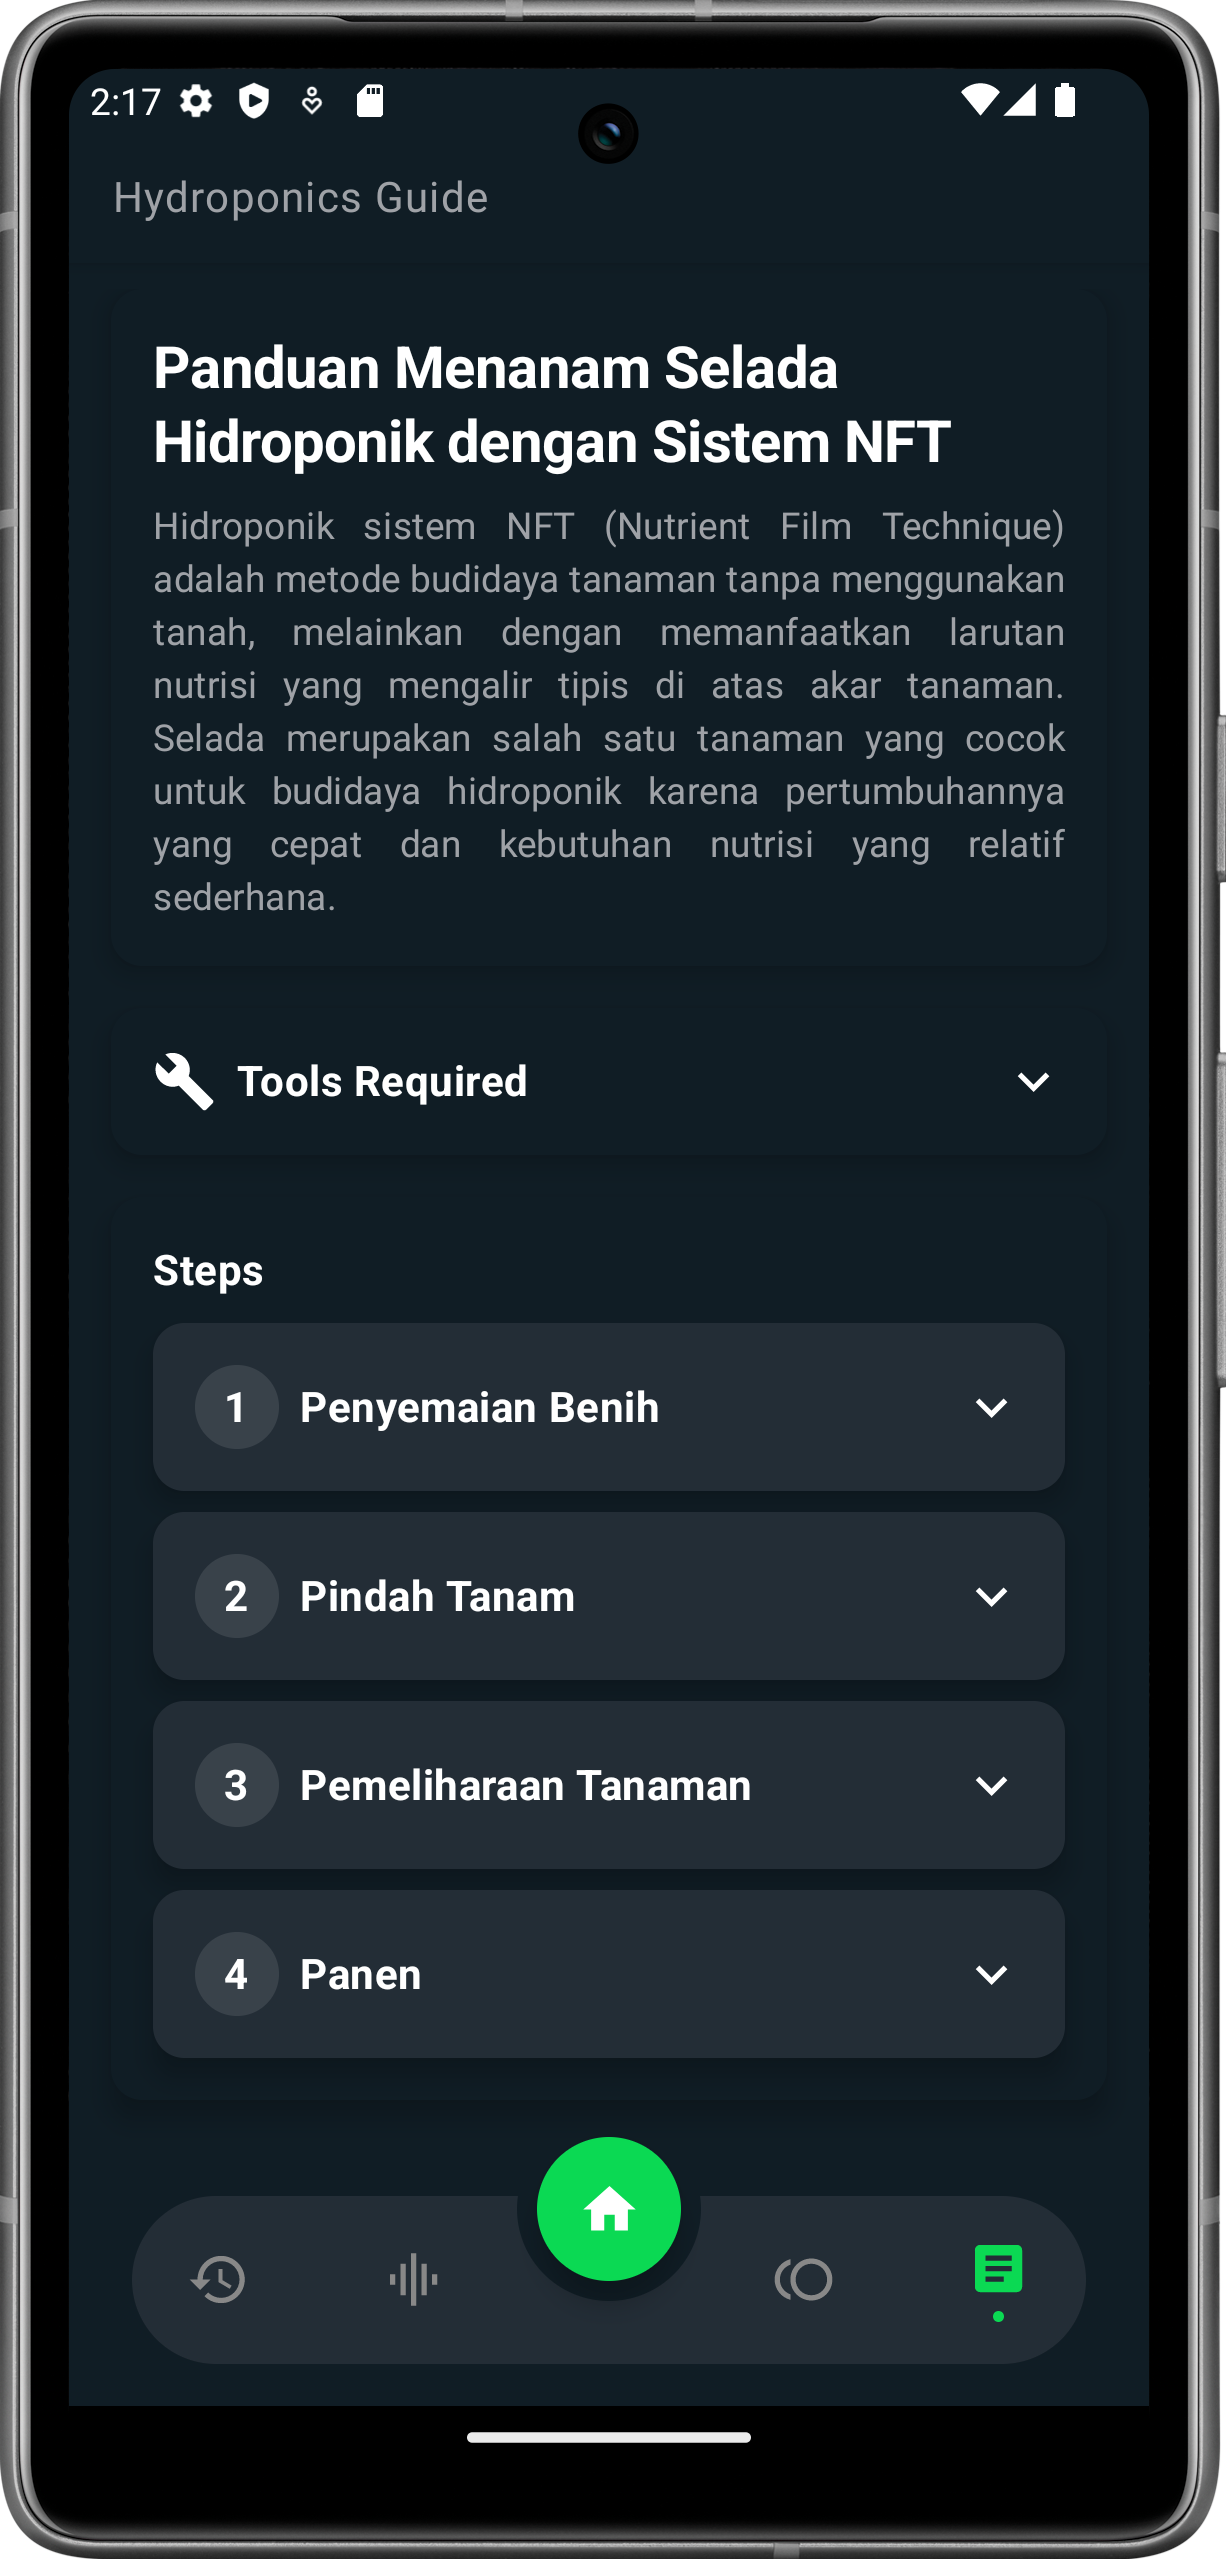 2:17
Hydroponics Guide
Panduan Menanam Selada
Hidroponik dengan Sistem NFT
Hidroponik sistem NFT (Nutrient Film Technique)
adalah metode budidaya tanaman tanpa menggunakan
tanah, melainkan dengan memanfaatkan larutan
nutrisi yang mengalir tipis di atas akar tanaman.
Selada merupakan salah satu tanaman yang cocok
untuk budidaya hidroponik karena pertumbuhannya
yang cepat dan kebutuhan nutrisi yang relatif
sederhana.
Tools Required
Steps
1 Penyemaian Benih
2 Pindah Tanam
3 Pemeliharaan Tanaman
4 Panen